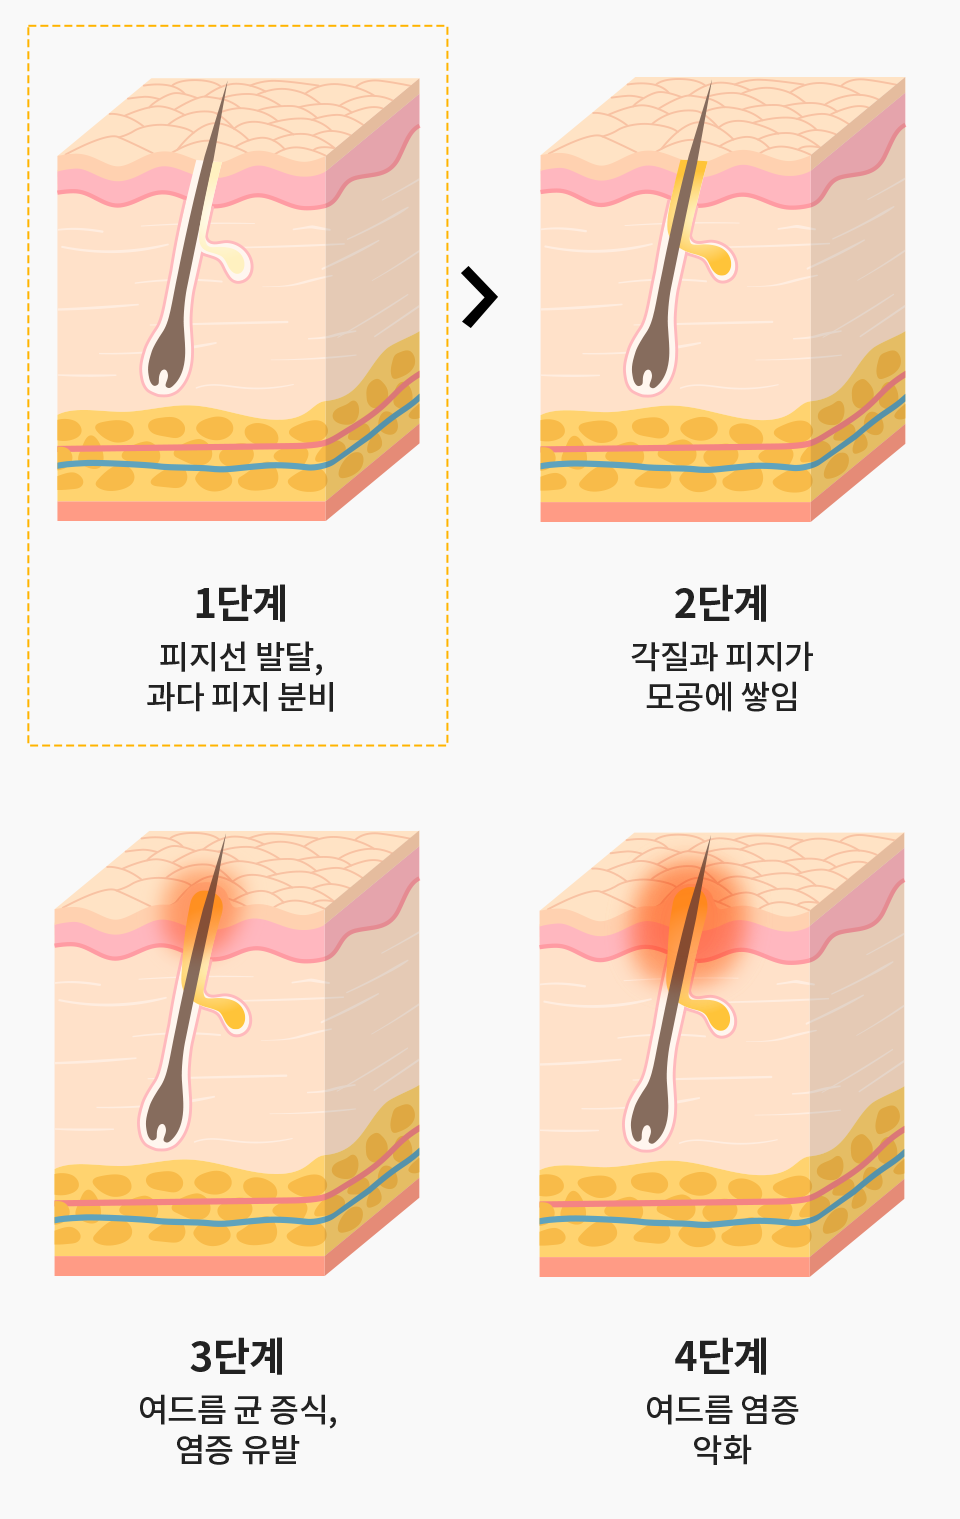 1단계
피지선 발달,
과다 피지 분비
2단계
각질과 피지가
모공에 쌓임
3단계
여드름 균 증식,
염증 유발
4단계
여드름 염증
악화